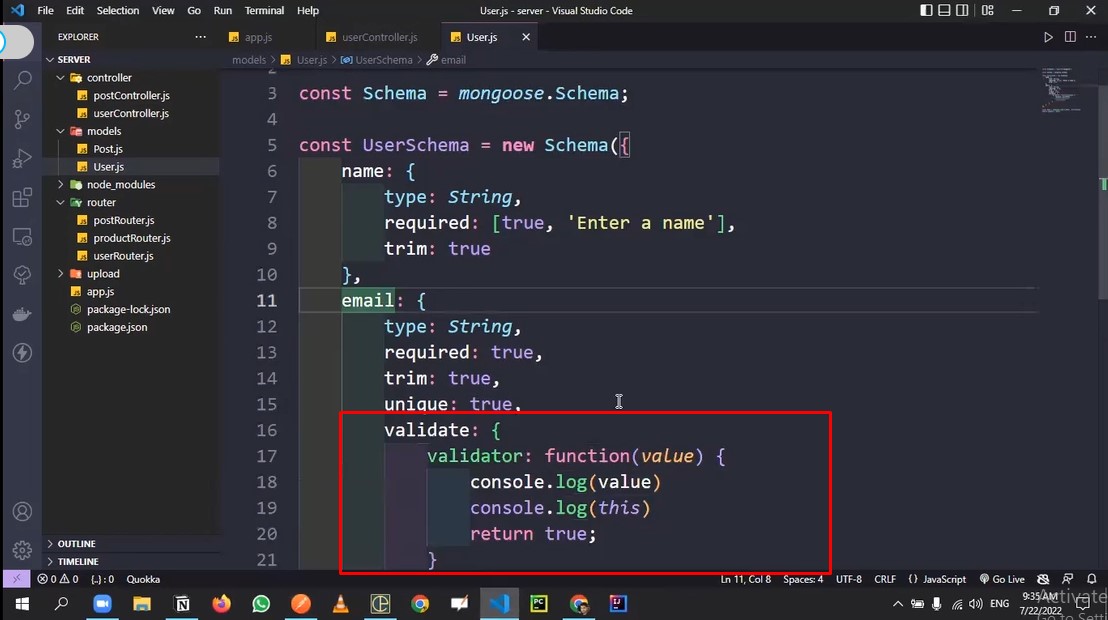 File Edit Selection View Go Run Terminal Help User.js - server - Visual Studio Code
EXPLORER ... app.js userController.js User.js
SERVER
models > User.js > UserSchema > email
controller
postController.js
userController.js
models
Post.js
User.js
node_modules
router
postRouter.js
productRouter.js
userRouter.js
upload
app.js
package-lock.json
package.json
OUTLINE
TIMELINE
2
3 const Schema = mongoose.Schema;
4
5 const UserSchema = new Schema({
6 name: {
7 type: String,
8 required: [true, 'Enter a name'],
9 trim: true
10 },
11 email: {
12 type: String,
13 required: true,
14 trim: true,
15 unique: true,
16 validate: {
17 validator: function(value) {
18 console.log(value)
19 console.log(this)
20 return true;
21 }
0 0 {..}: 0 Quokka Ln 11, Col 8 Spaces: 4 UTF-8 CRLF {} JavaScript Go Live
Activate
ENG 9:35 AM
7/22/2022
Go to Setti